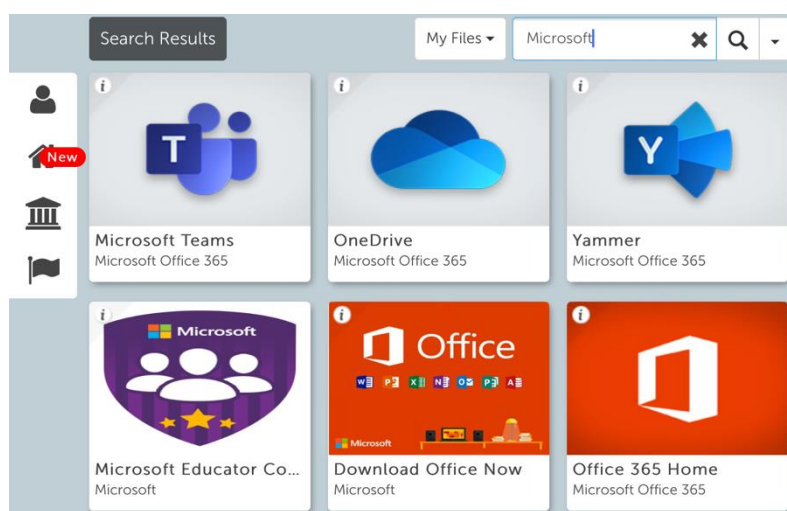 Search Results
My Files
Microsoft
New
T
Y
Microsoft Teams
Microsoft Office 365
OneDrive
Microsoft Office 365
Yammer
Microsoft Office 365
Microsoft
Office
Microsoft
Microsoft Educator Co...
Microsoft
Download Office Now
Microsoft
Office 365 Home
Microsoft Office 365